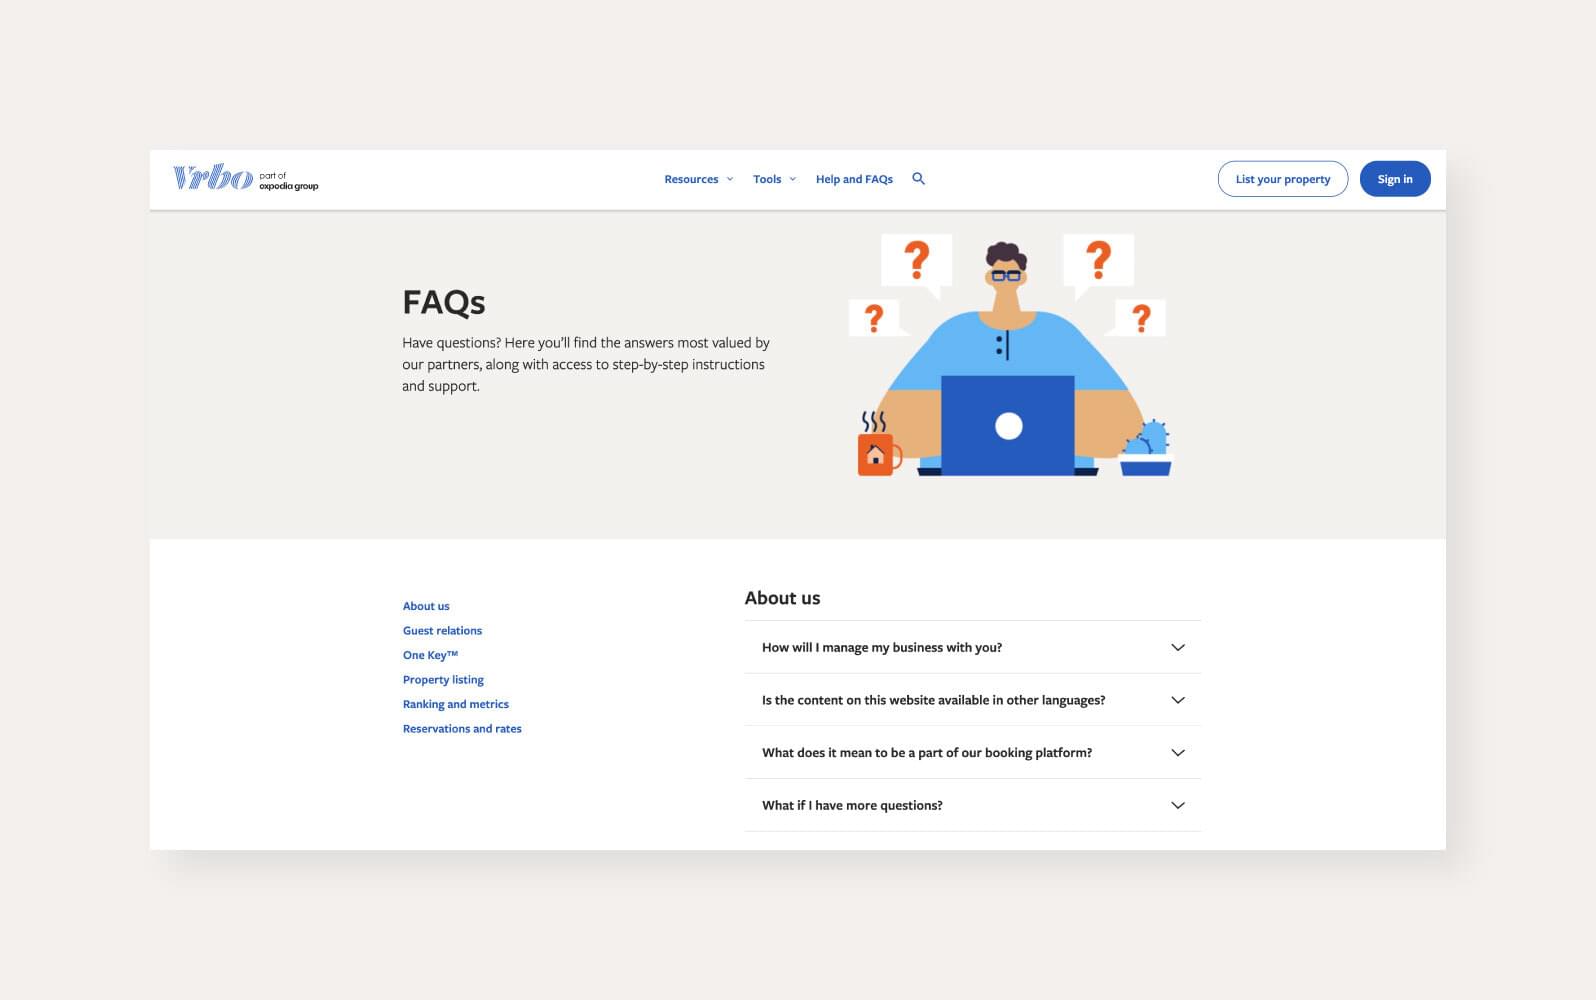 Vrbo
part of
expedia group
Resources
Tools
Help and FAQs
List your property
Sign in
FAQs
Have questions? Here you’ll find the answers most valued by
our partners, along with access to step-by-step instructions
and support.
? ?
? ?
About us
Guest relations
One Key™
Property listing
Ranking and metrics
Reservations and rates
About us
How will I manage my business with you?
Is the content on this website available in other languages?
What does it mean to be a part of our booking platform?
What if I have more questions?